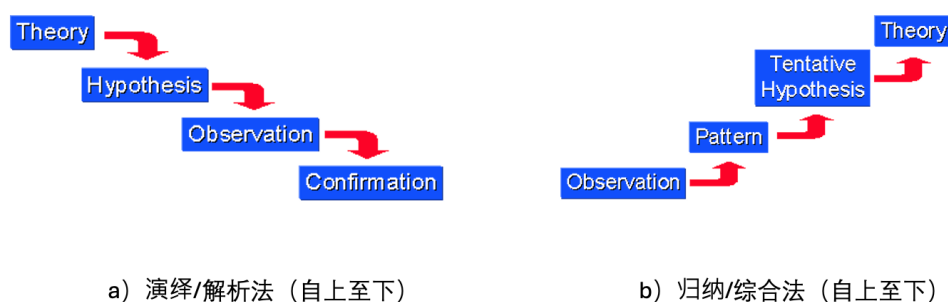 Theory
Hypothesis
Observation
Confirmation
a）演绎/解析法（自上至下）
Theory
Tentative
Hypothesis
Pattern
Observation
b）归纳/综合法（自上至下）